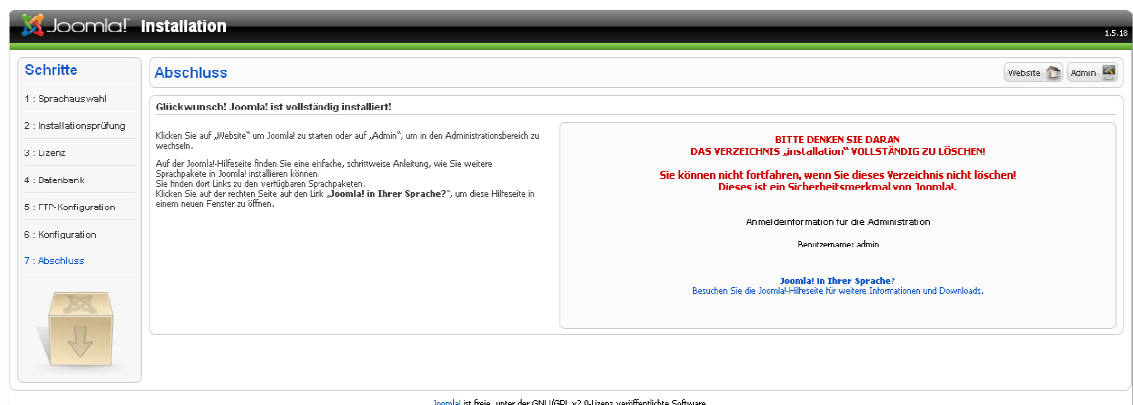 Joomla! Installation
1.5.18
Schritte
1 : Sprachauswahl
2 : Installationsprüfung
3 : Lizenz
4 : Datenbank
5 : FTP-Konfiguration
6 : Konfiguration
7 : Abschluss
Abschluss
Website
Admin
Glückwunsch! Joomla! ist vollständig installiert!
Klicken Sie auf „Website“ um Joomla! zu starten oder auf „Admin“, um in den Administrationsbereich zu
wechseln.
Auf der Joomla!-Hilfeseite finden Sie eine einfache, schrittweise Anleitung, wie Sie weitere
Sprachpakete in Joomla! installieren können.
Sie finden dort Links zu den verfügbaren Sprachpaketen.
Klicken Sie auf der rechten Seite auf den Link „Joomla! in Ihrer Sprache?“, um diese Hilfeseite in
einem neuen Fenster zu öffnen.
BITTE DENKEN SIE DARAN
DAS VERZEICHNIS „installation“ VOLLSTÄNDIG ZU LÖSCHEN!
Sie können nicht fortfahren, wenn Sie dieses Verzeichnis nicht löschen!
Dieses ist ein Sicherheitsmerkmal von Joomla!.
Anmeldeinformation für die Administration
Benutzername: admin
Joomla! in Ihrer Sprache?
Besuchen Sie die Joomla!-Hilfeseite für weitere Informationen und Downloads.
Joomla! ist freie, unter der GNU/GPL v2.0-Lizenz veröffentlichte Software.